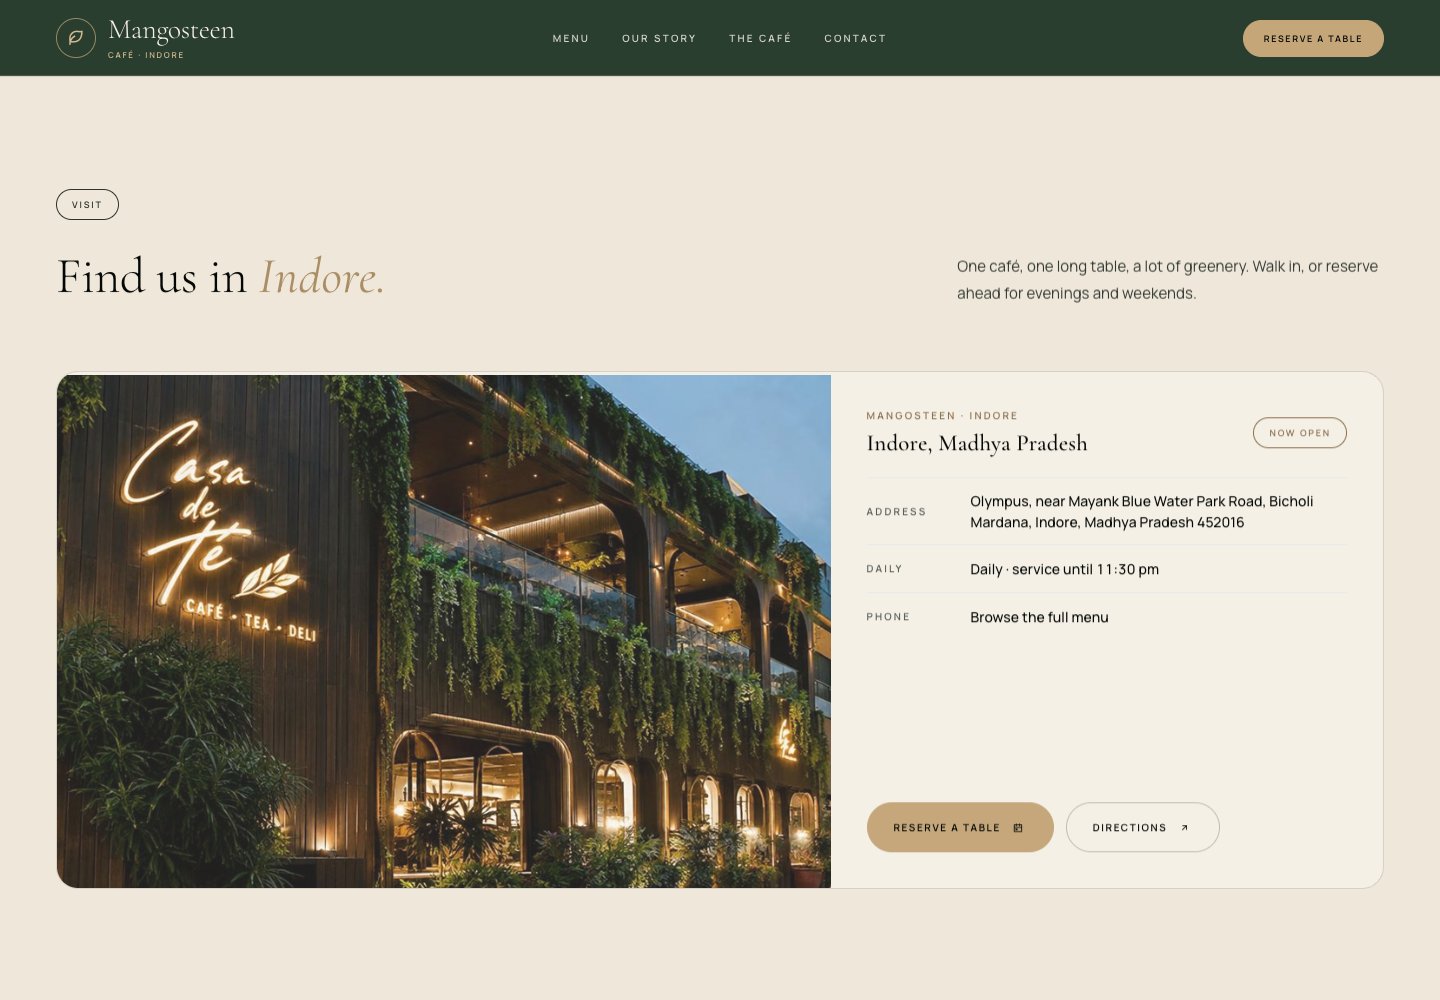 Mangosteen
CAFÉ · INDORE
MENU
OUR STORY
THE CAFÉ
CONTACT
RESERVE A TABLE
VISIT
Find us in Indore.
One café, one long table, a lot of greenery. Walk in, or reserve
ahead for evenings and weekends.
Casa
de
Té
CAFÉ · TEA · DELI
MANGOSTEEN · INDORE
Indore, Madhya Pradesh
NOW OPEN
ADDRESS
Olympus, near Mayank Blue Water Park Road, Bicholi
Mardana, Indore, Madhya Pradesh 452016
DAILY
Daily · service until 11:30 pm
PHONE
Browse the full menu
RESERVE A TABLE
DIRECTIONS